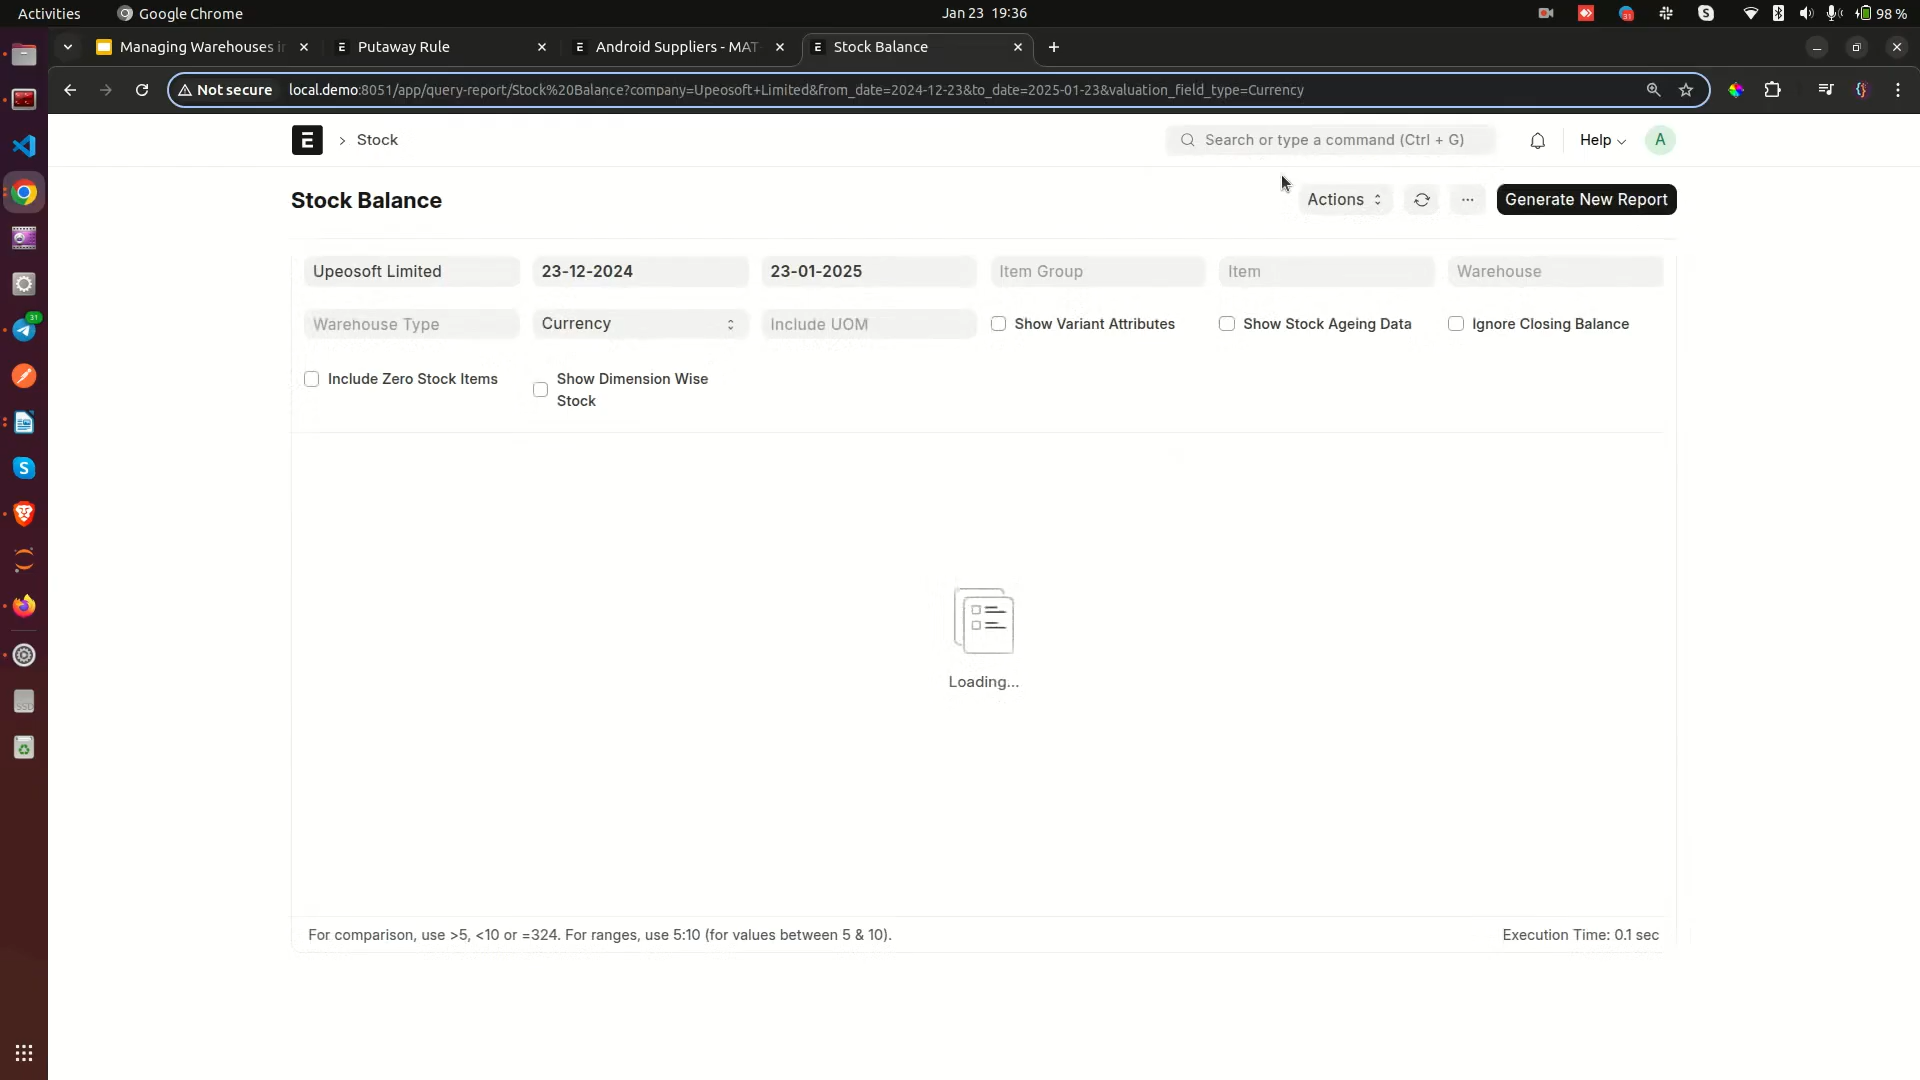 Activities Google Chrome Jan 23 19:36 98 %
Managing Warehouses i Putaway Rule Android Suppliers - MAT Stock Balance
Not secure local.demo:8051/app/query-report/Stock%20Balance?company=Upeosoft+Limited&from_date=2024-12-23&to_date=2025-01-23&valuation_field_type=Currency
E Stock Search or type a command (Ctrl + G) Help A
Stock Balance Actions Generate New Report
Upeosoft Limited 23-12-2024 23-01-2025 Item Group Item Warehouse
Warehouse Type Currency Include UOM Show Variant Attributes Show Stock Ageing Data Ignore Closing Balance
Include Zero Stock Items Show Dimension Wise
Stock
Loading...
For comparison, use >5, <10 or =324. For ranges, use 5:10 (for values between 5 & 10). Execution Time: 0.1 sec
31
SSD